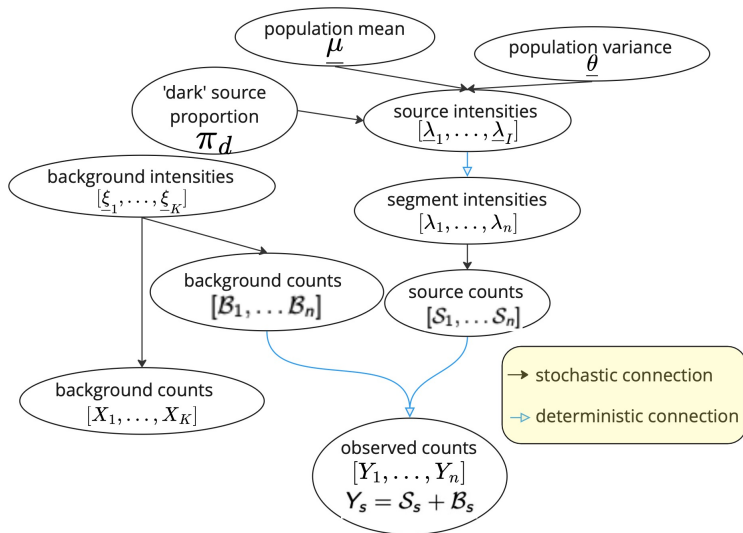 population mean
μ
population variance
θ
'dark' source
proportion
π_d
source intensities
[λ_1, . . . , λ_I]
background intensities
[ξ_1, . . . , ξ_K]
segment intensities
[λ_1, . . . , λ_n]
background counts
[ℬ_1, . . . ℬ_n]
source counts
[𝒮_1, . . . 𝒮_n]
background counts
[X_1, . . . , X_K]
stochastic connection
deterministic connection
observed counts
[Y_1, . . . , Y_n]
Y_s = 𝒮_s + ℬ_s